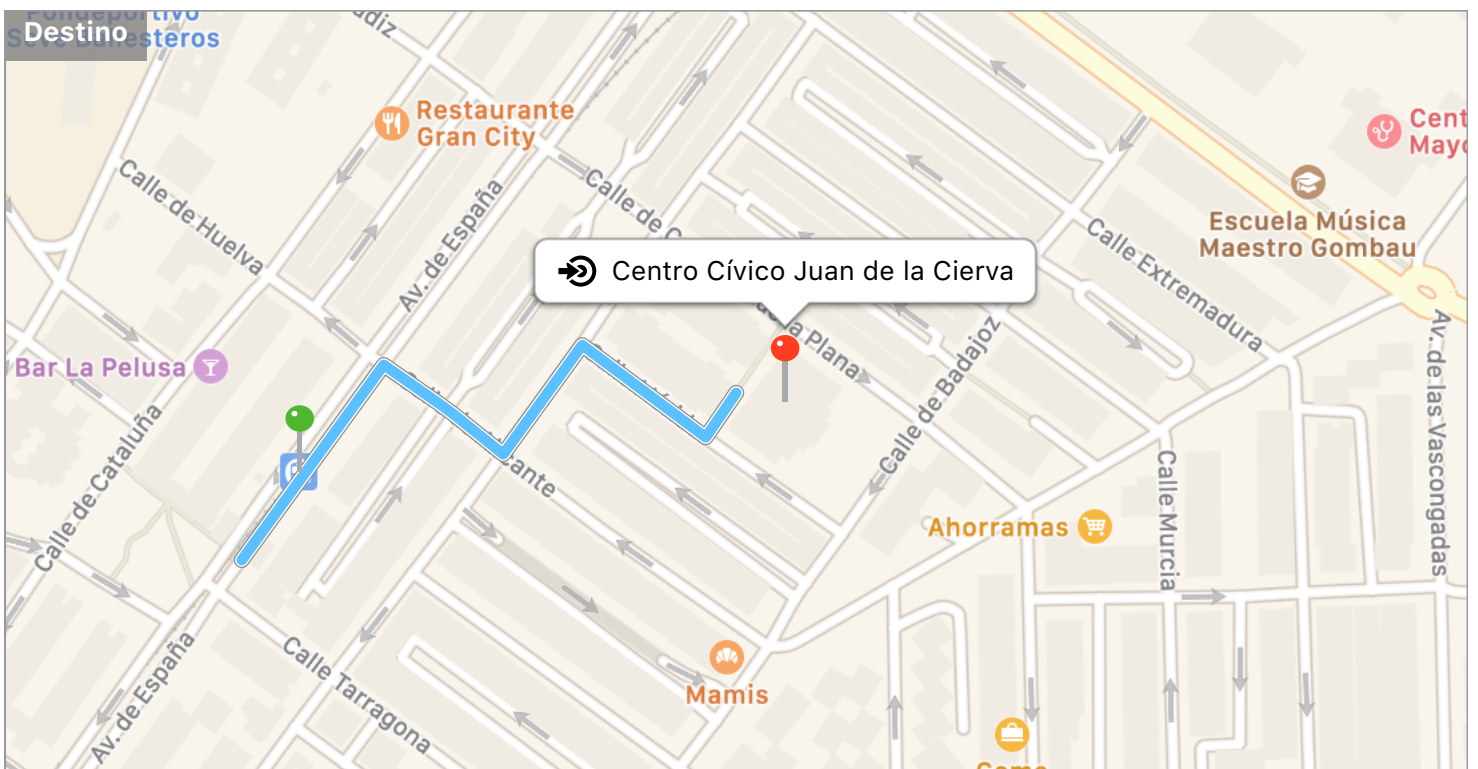 Destino
Restaurante
Gran City
Calle de Huelva
Av. de España
Calle de
Centro Cívico Juan de la Cierva
Plana
Calle Extremadura
Escuela Música
Maestro Gombau
Bar La Pelusa
Calle de Cataluña
Calle de Badajoz
Av. de las Vascongadas
Calle Murcia
Ahorramas
Mamis
Calle Tarragona
Av. de España